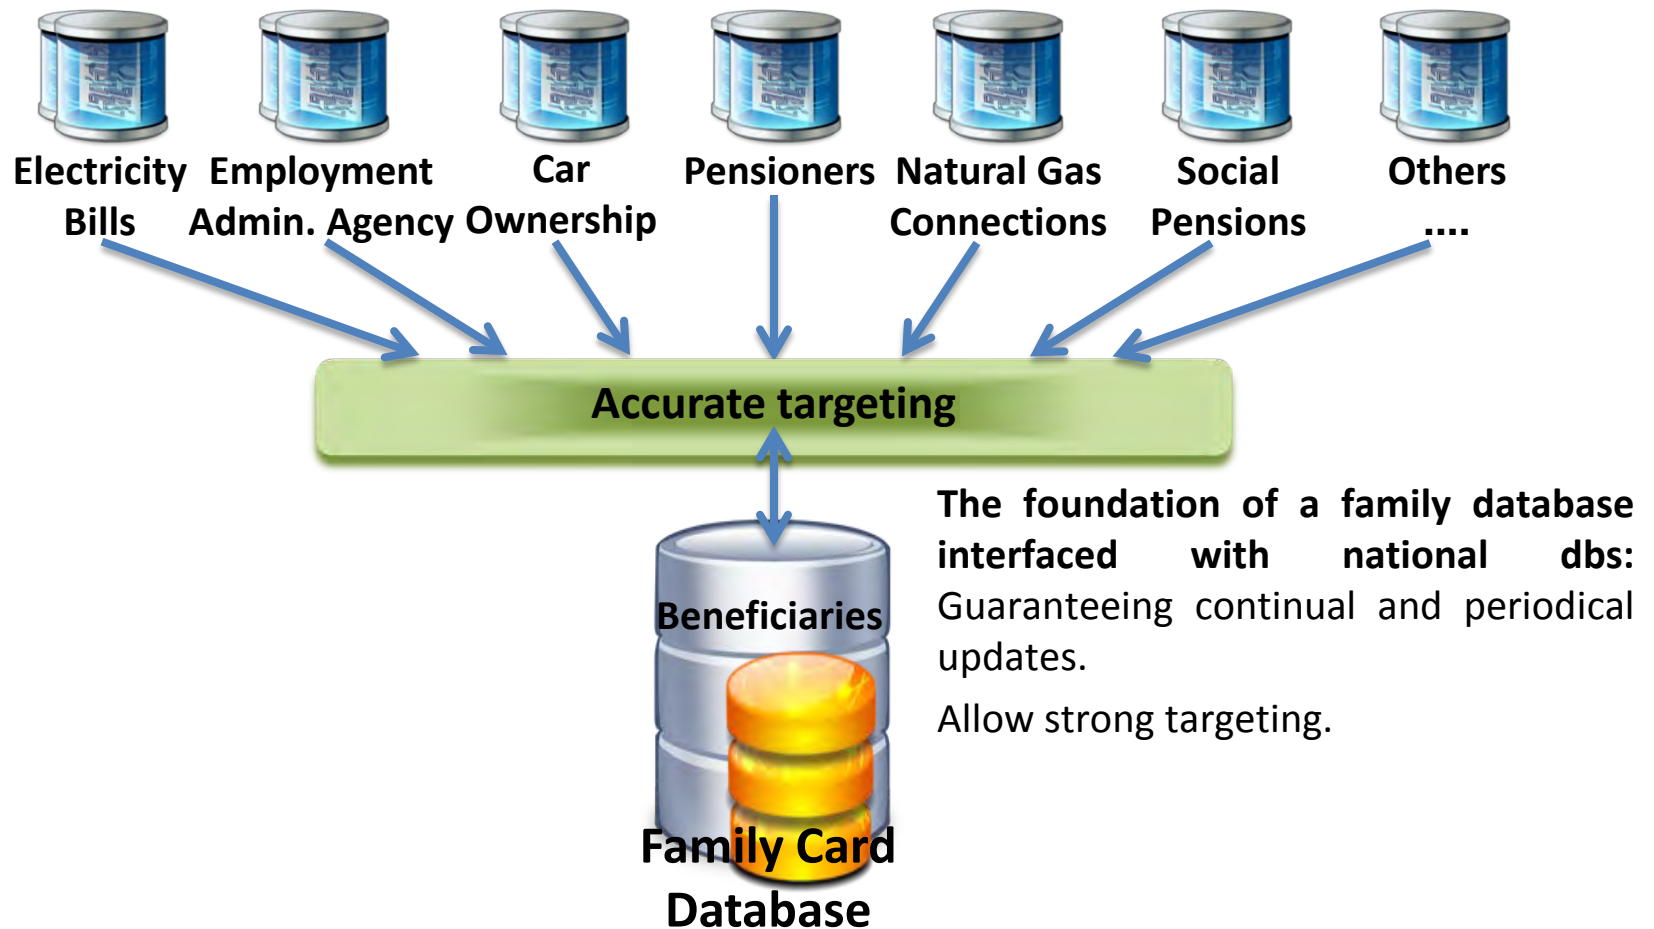 Electricity
Bills
Employment
Admin. Agency
Car
Ownership
Pensioners
Natural Gas
Connections
Social
Pensions
Others
....
Accurate targeting
Beneficiaries
Family Card
Database
The foundation of a family database
interfaced with national dbs:
Guaranteeing continual and periodical
updates.
Allow strong targeting.